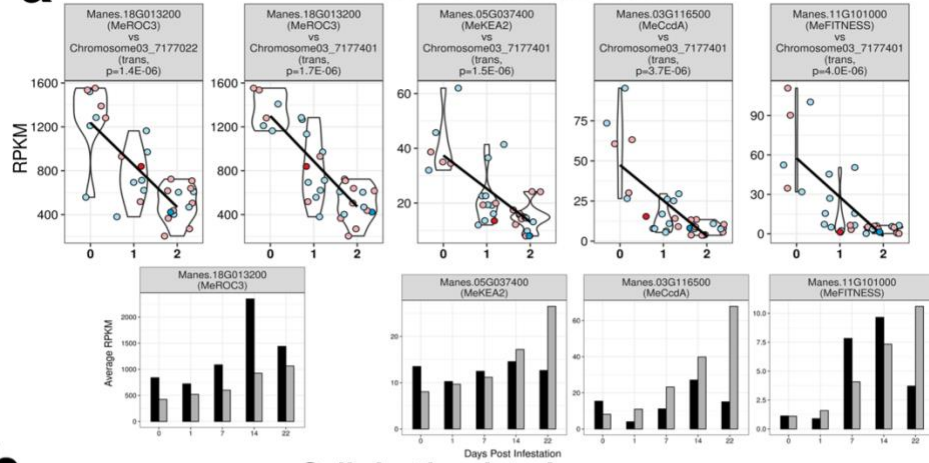 Manes.18G013200
(MeROC3)
vs
Chromosome03_7177022
(trans,
p=1.4E-06)
Manes.18G013200
(MeROC3)
vs
Chromosome03_7177401
(trans,
p=1.7E-06)
Manes.05G037400
(MeKEA2)
vs
Chromosome03_7177401
(trans,
p=1.5E-06)
Manes.03G116500
(MeCcdA)
vs
Chromosome03_7177401
(trans,
p=3.7E-06)
Manes.11G101000
(MeFITNESS)
vs
Chromosome03_7177401
(trans,
p=4.0E-06)
RPKM
1600
1200
800
400
0 1 2
1600
1200
800
400
0 1 2
60
40
20
0 1 2
75
50
25
0
0 1 2
90
60
30
0
0 1 2
Manes.18G013200
(MeROC3)
Average RPKM
2000
1500
1000
500
0
0 1 7 14 22
Manes.05G037400
(MeKEA2)
20
10
0
0 1 7 14 22
Manes.03G116500
(MeCcdA)
60
40
20
0
0 1 7 14 22
Manes.11G101000
(MeFITNESS)
10.0
7.5
5.0
2.5
0.0
0 1 7 14 22
Days Post Infestation